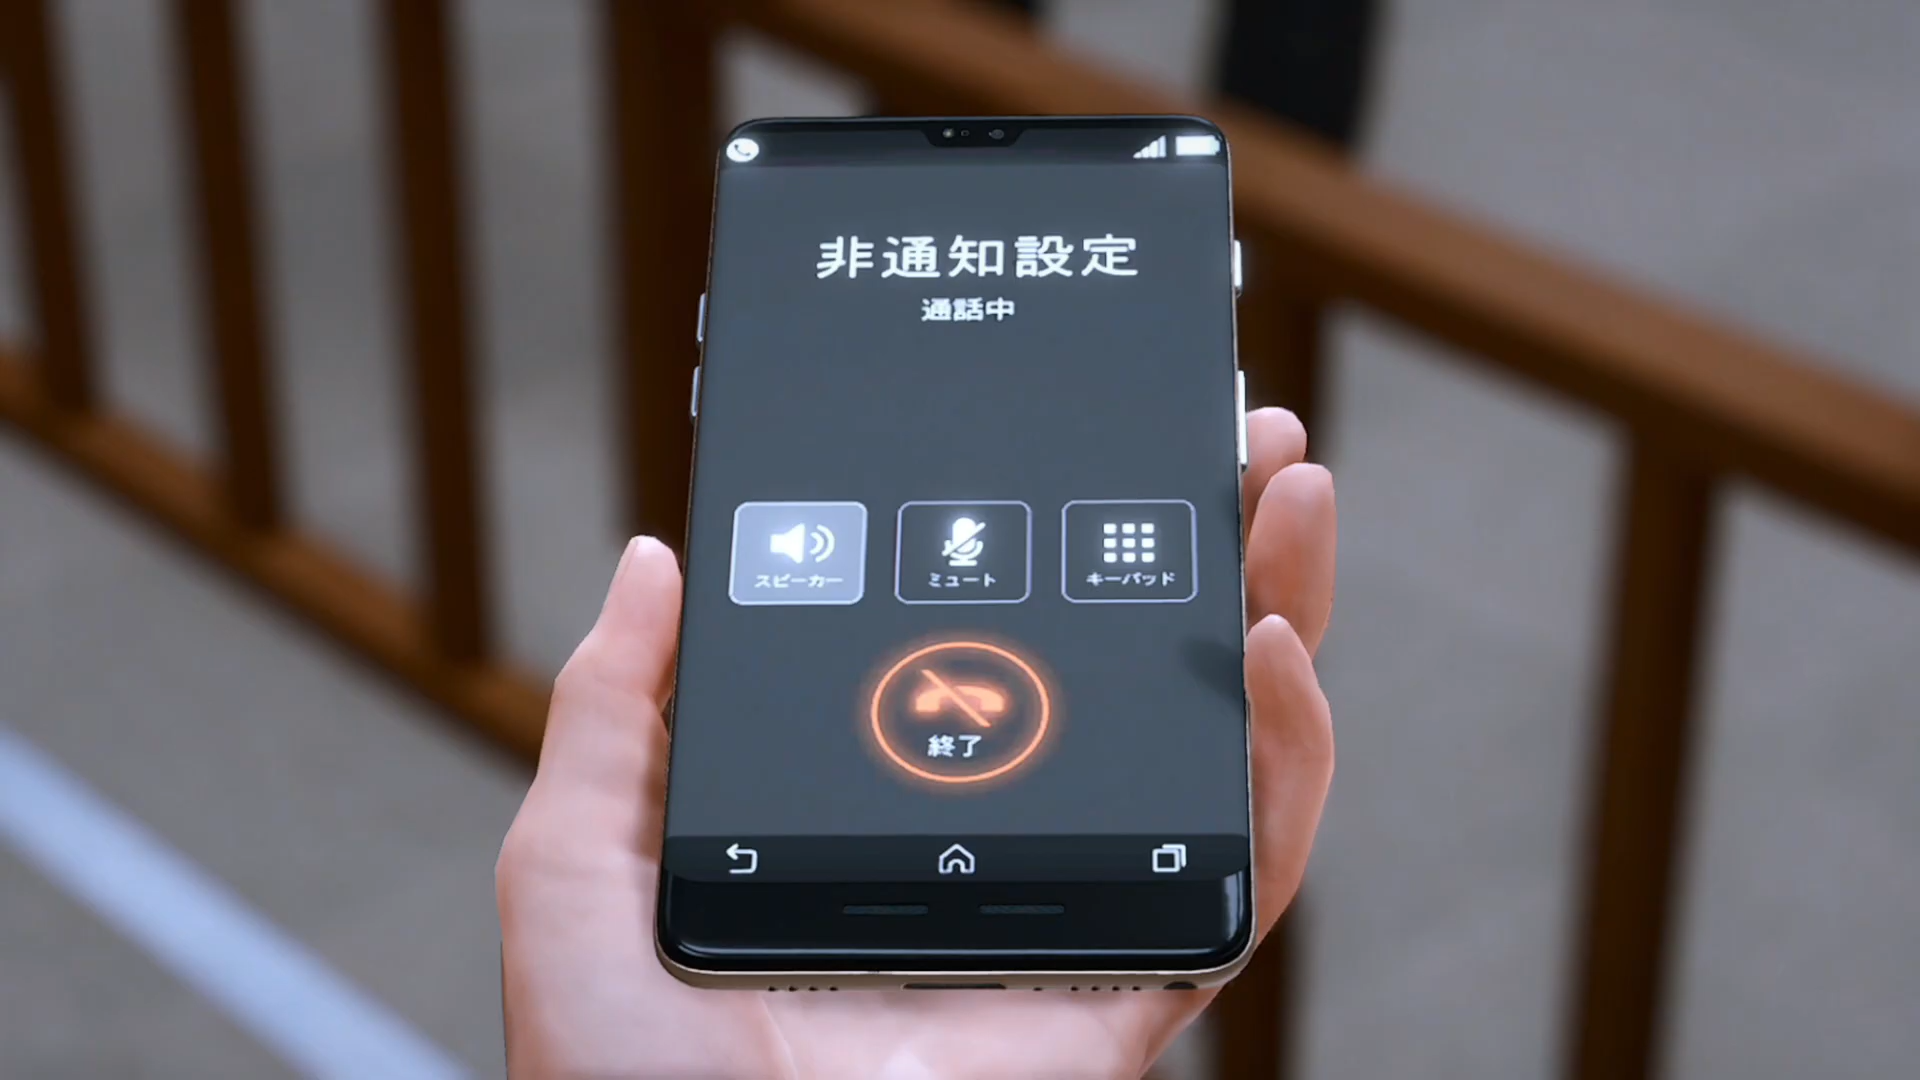 非通知設定
通話中
スピーカー
ミュート
キーパッド
終了